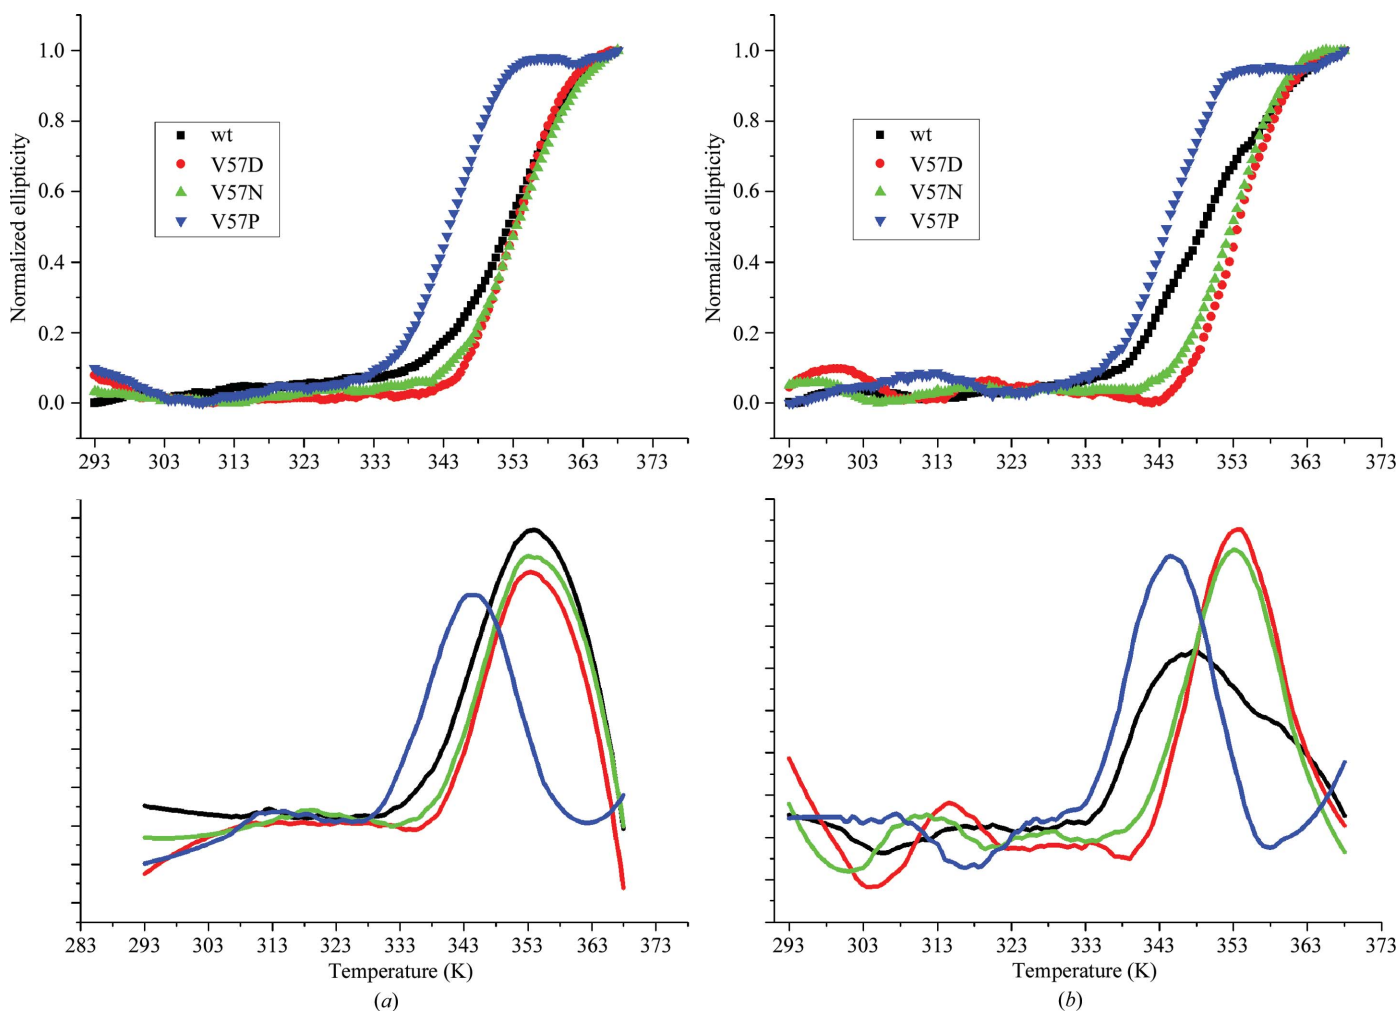 1.0
0.8
0.6
0.4
0.2
0.0
Normalized ellipticity
wt
V57D
V57N
V57P
293 303 313 323 333 343 353 363 373
1.0
0.8
0.6
0.4
0.2
0.0
Normalized ellipticity
wt
V57D
V57N
V57P
293 303 313 323 333 343 353 363 373
283 293 303 313 323 333 343 353 363 373
Temperature (K)
(a)
293 303 313 323 333 343 353 363 373
Temperature (K)
(b)